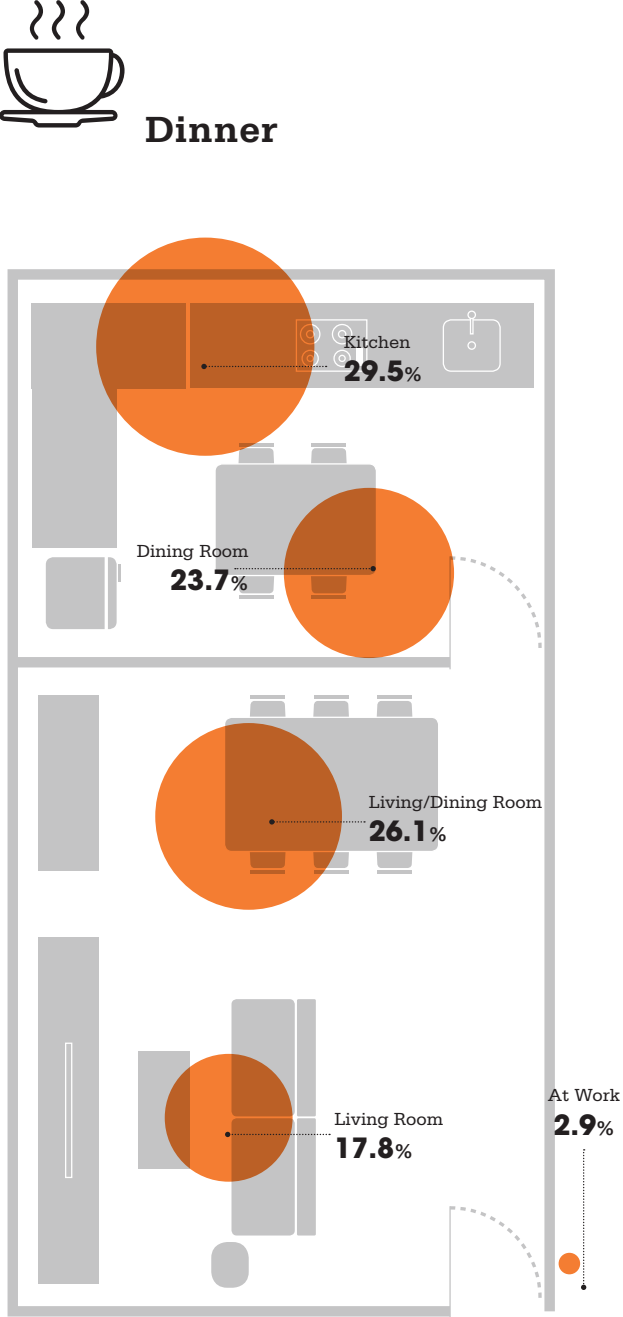 Dinner
Kitchen
29.5%
Dining Room
23.7%
Living/Dining Room
26.1%
At Work
2.9%
Living Room
17.8%